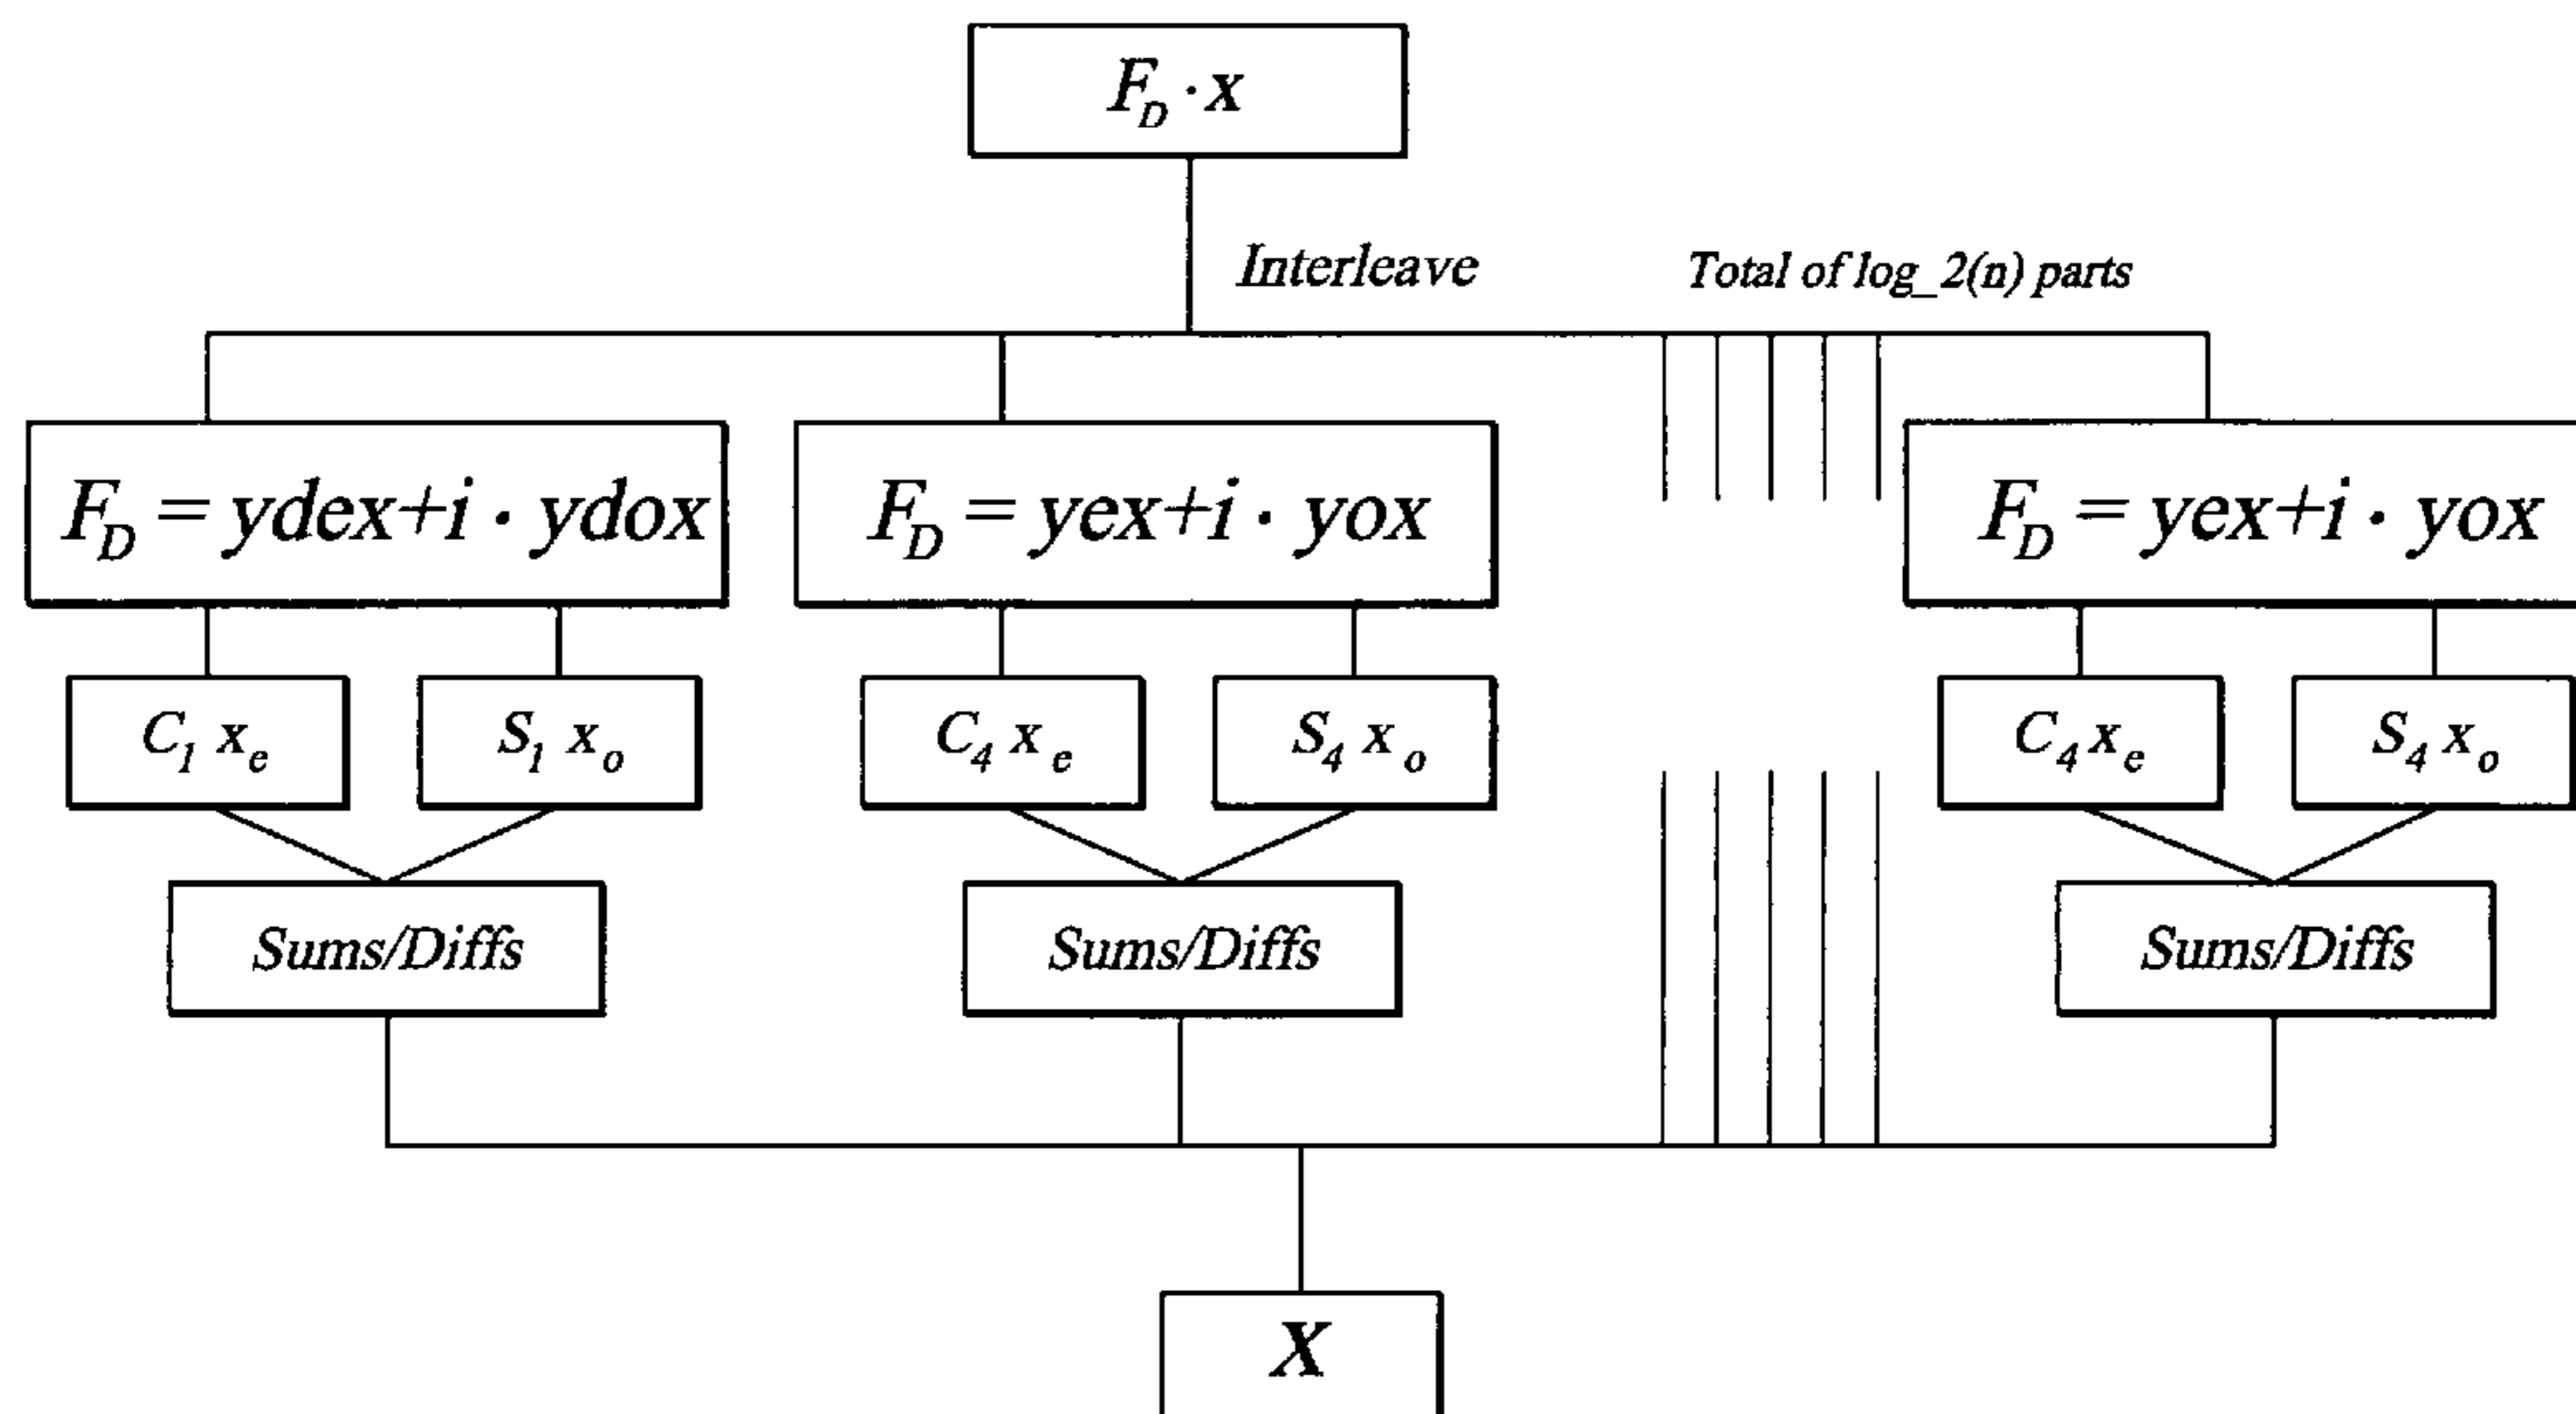 F_D · x
Interleave
Total of log_2(n) parts
F_D = ydex+i · ydox
F_D = yex+i · yox
F_D = yex+i · yox
C_1 x_e
S_1 x_o
C_4 x_e
S_4 x_o
C_4 x_e
S_4 x_o
Sums/Diffs
Sums/Diffs
Sums/Diffs
X